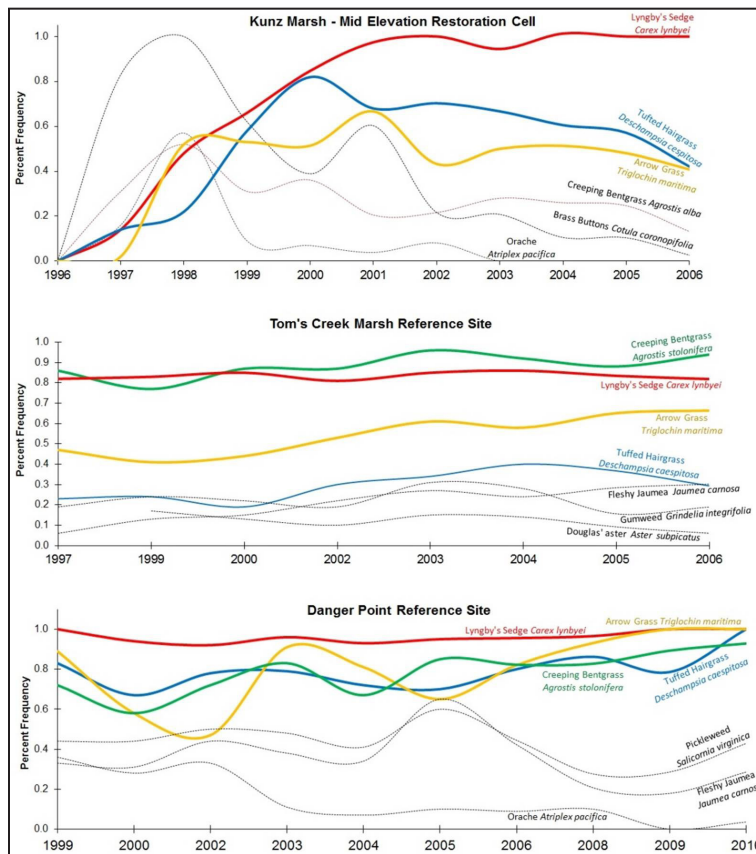 Kunz Marsh - Mid Elevation Restoration Cell
Percent Frequency
1.0
0.8
0.6
0.4
0.2
0.0
Lyngby's Sedge
Carex lynbyei
Tufted Hairgrass
Deschampsia cespitosa
Arrow Grass
Triglochin maritima
Creeping Bentgrass Agrostis alba
Brass Buttons Cotula coronopifolia
Orache
Atriplex pacifica
1996 1997 1998 1999 2000 2001 2002 2003 2004 2005 2006
Tom's Creek Marsh Reference Site
Percent Frequency
1.0
0.9
0.8
0.7
0.6
0.5
0.4
0.3
0.2
0.1
0.0
Creeping Bentgrass
Agrostis stolonifera
Lyngby's Sedge Carex lynbyei
Arrow Grass
Triglochin maritima
Tuffed Hairgrass
Deschampsia caespitosa
Fleshy Jaumea Jaumea carnosa
Gumweed Grindelia integrifolia
Douglas' aster Aster subpicatus
1997 1999 2000 2002 2003 2004 2005 2006
Danger Point Reference Site
Percent Frequency
1.0
0.8
0.6
0.4
0.2
0.0
Arrow Grass Triglochin maritima
Lyngby's Sedge Carex lynbyei
Creeping Bentgrass
Agrostis stolonifera
Tuffed Hairgrass
Deschampsia caespitosa
Pickleweed
Salicornia virginica
Fleshy Jaumea
Jaumea carnosa
Orache Atriplex pacifica
1999 2000 2002 2003 2004 2005 2006 2008 2009 2010